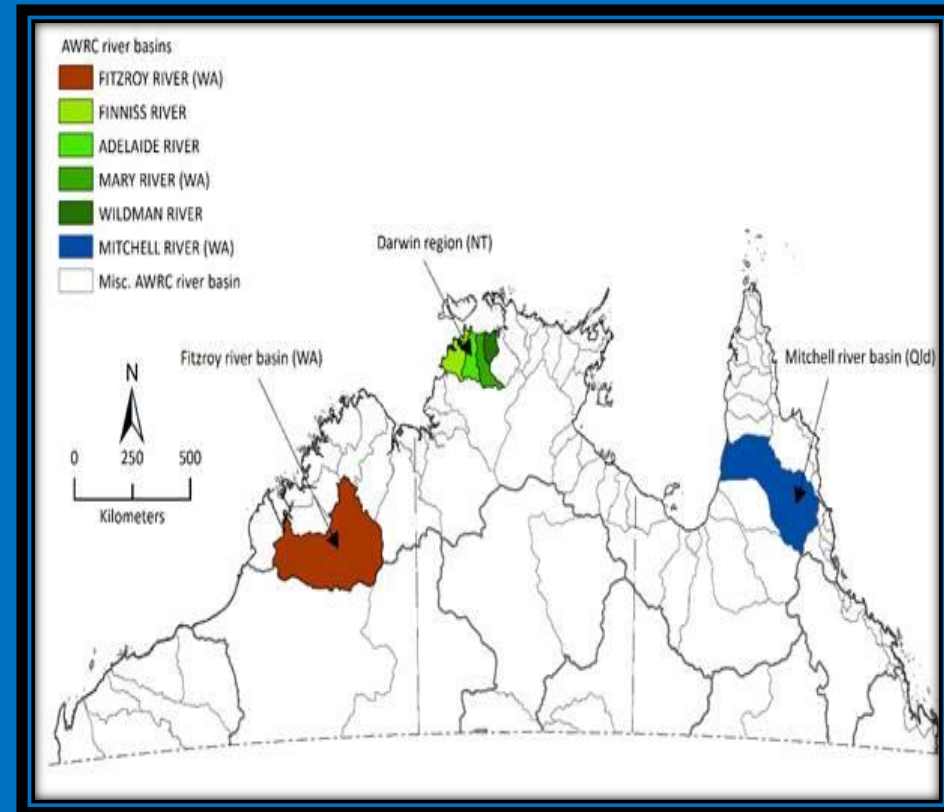 AWRC river basins
FITZROY RIVER (WA)
FINNISS RIVER
ADELAIDE RIVER
MARY RIVER (WA)
WILDMAN RIVER
MITCHELL RIVER (WA)
Misc. AWRC river basin
Darwin region (NT)
Fitzroy river basin (WA)
Mitchell river basin (Qld)
N
0 250 500
Kilometers